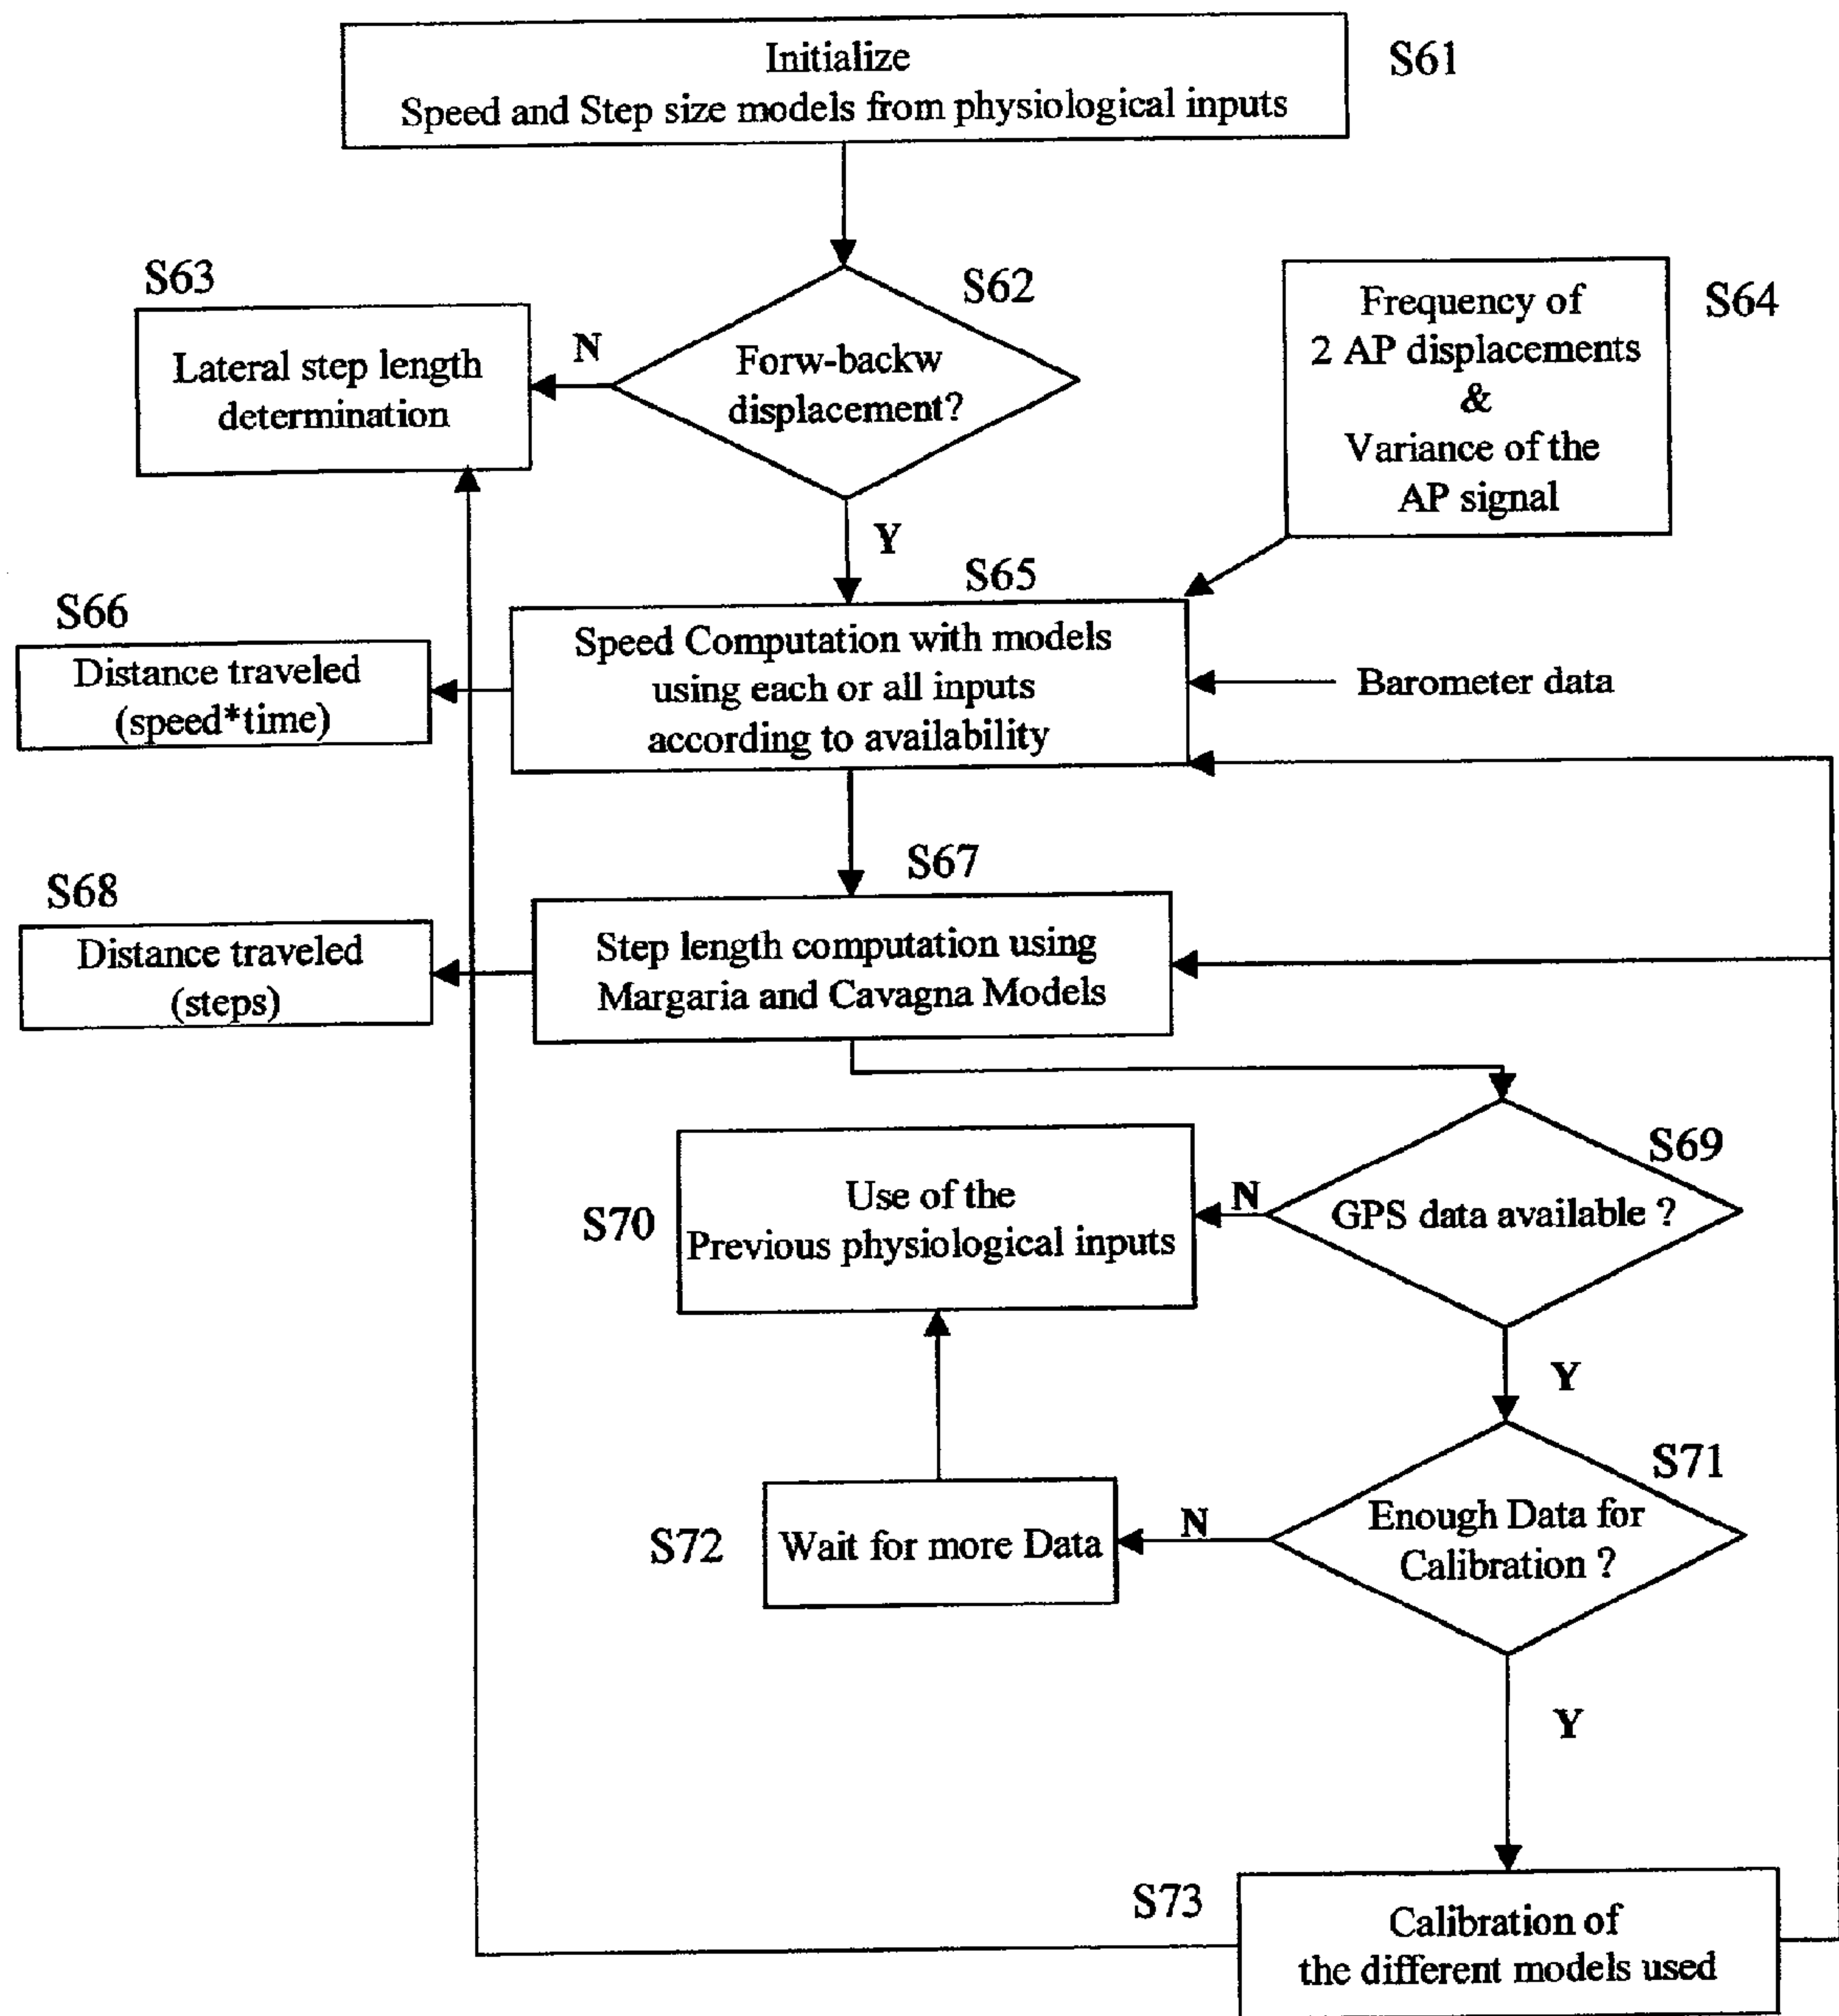 Initialize
Speed and Step size models from physiological inputs
S61
S63
Lateral step length
determination
N
S62
Forw-backw
displacement?
Y
Frequency of
2 AP displacements
&
Variance of the
AP signal
S64
S65
Speed Computation with models
using each or all inputs
according to availability
Barometer data
S66
Distance traveled
(speed*time)
S67
Step length computation using
Margaria and Cavagna Models
S68
Distance traveled
(steps)
S69
GPS data available ?
N
S70
Use of the
Previous physiological inputs
Y
S71
Enough Data for
Calibration ?
N
S72
Wait for more Data
Y
S73
Calibration of
the different models used